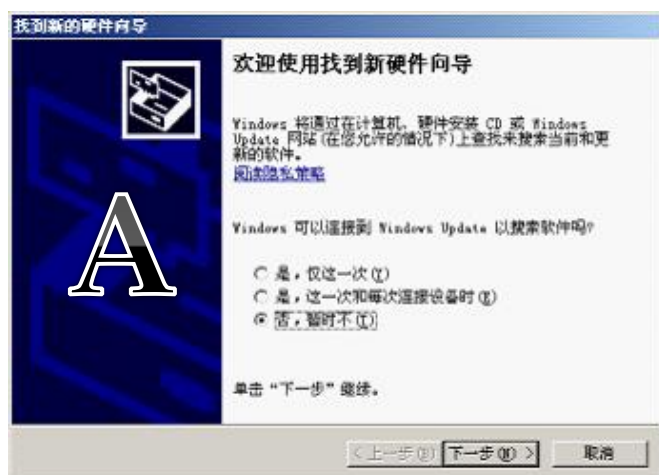 找到新的硬件向导
欢迎使用找到新硬件向导
Windows 将通过在计算机、硬件安装 CD 或 Windows
Update 网站(在您允许的情况下)上查找来搜索当前和更
新的软件。
阅读隐私策略
Windows 可以连接到 Windows Update 以搜索软件吗?
是，仅这一次(Y)
是，这一次和每次连接设备时(E)
否，暂时不(T)
A
单击“下一步”继续。
<上一步(B) 下一步(N) > 取消